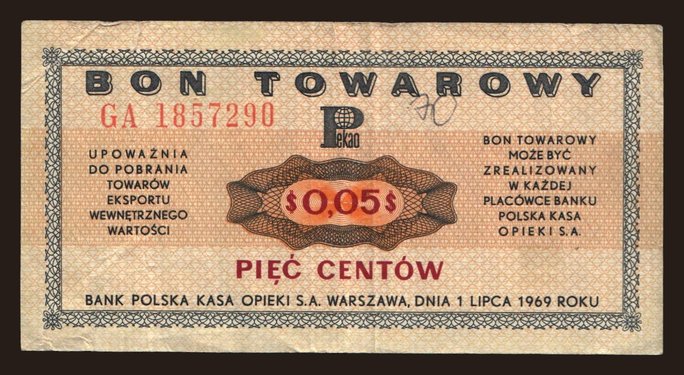 BON TOWAROWY
GA 1857290
70
Pekao
UPOWAŻNIA
DO POBRANIA
TOWARÓW
EKSPORTU
WEWNĘTRZNEGO
WARTOŚCI
$0,05$
BON TOWAROWY
MOŻE BYĆ
ZREALIZOWANY
W KAŻDEJ
PLACÓWCE BANKU
POLSKA KASA
OPIEKI S.A.
PIĘĆ CENTÓW
BANK POLSKA KASA OPIEKI S.A. WARSZAWA, DNIA 1 LIPCA 1969 ROKU